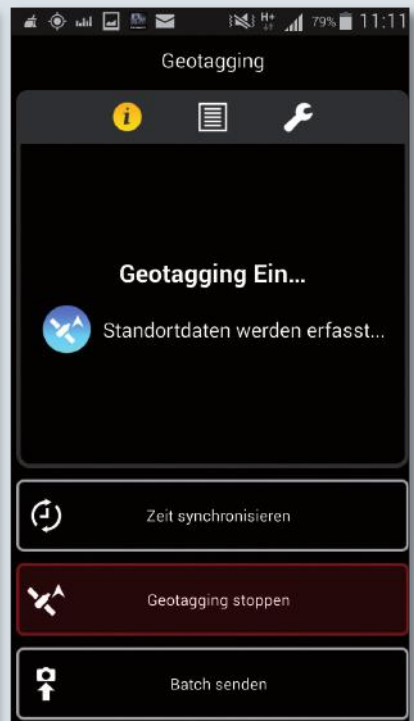 H+ 79% 11:11
Geotagging
i
Geotagging Ein...
Standortdaten werden erfasst...
Zeit synchronisieren
Geotagging stoppen
Batch senden